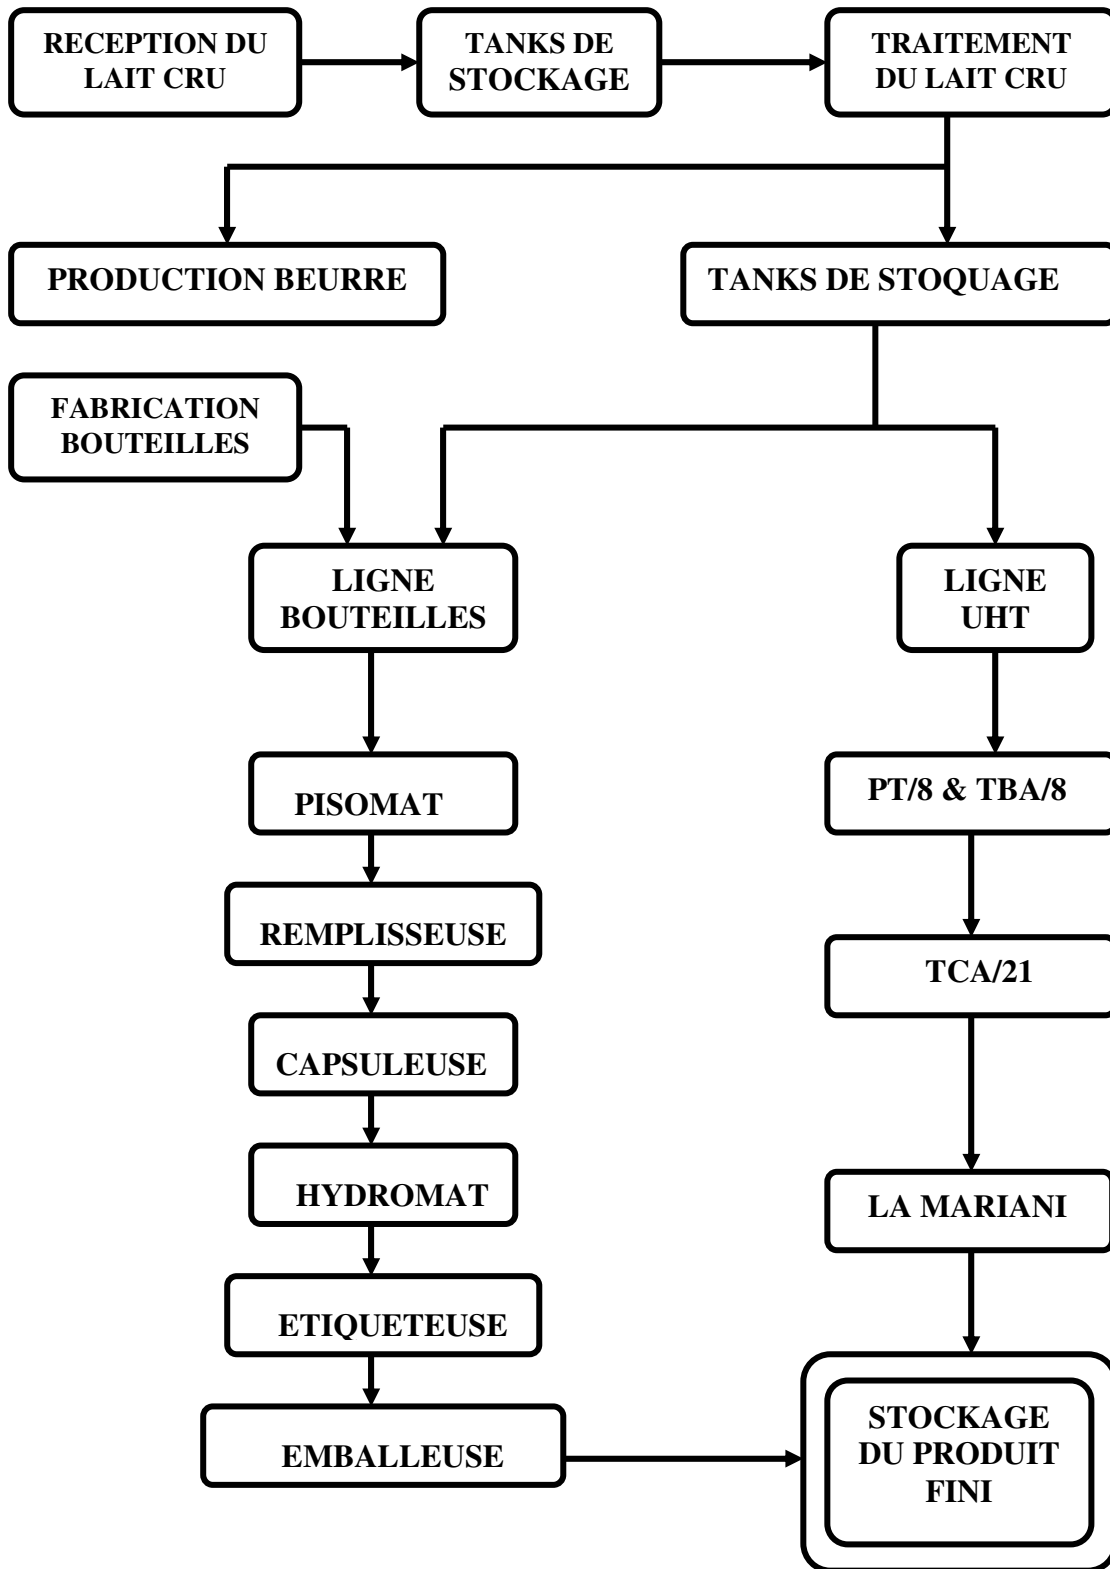 RECEPTION DU
LAIT CRU
TANKS DE
STOCKAGE
TRAITEMENT
DU LAIT CRU
PRODUCTION BEURRE
TANKS DE STOQUAGE
FABRICATION
BOUTEILLES
LIGNE
BOUTEILLES
LIGNE
UHT
PISOMAT
PT/8 & TBA/8
REMPLISSEUSE
TCA/21
CAPSULEUSE
HYDROMAT
LA MARIANI
ETIQUETEUSE
EMBALLEUSE
STOCKAGE
DU PRODUIT
FINI